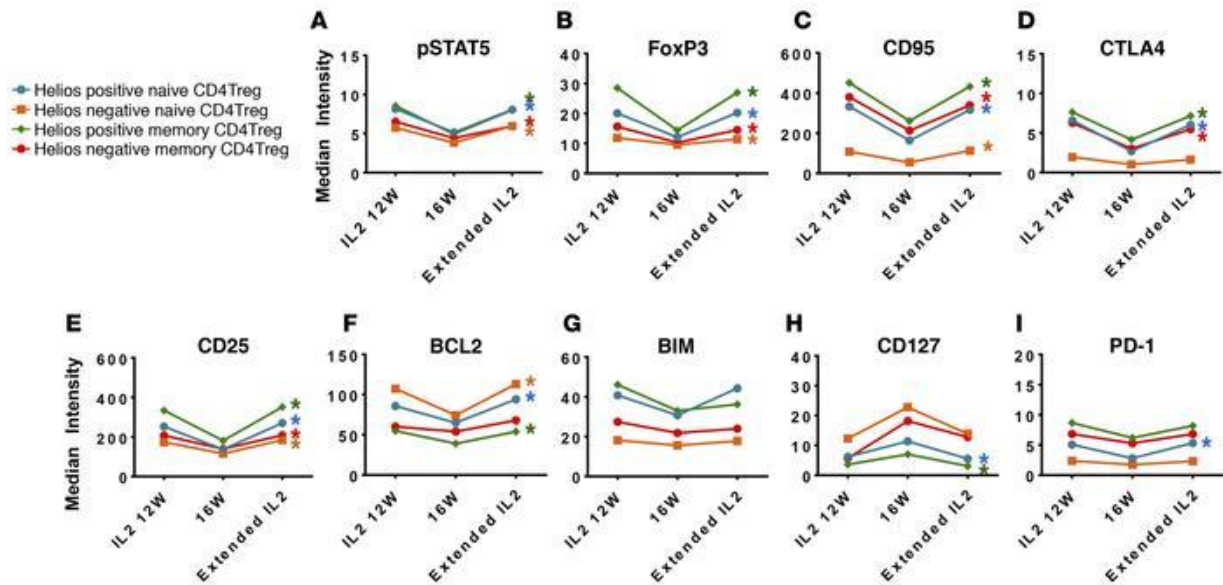 A
pSTAT5
B
FoxP3
C
CD95
D
CTLA4
Helios positive naive CD4Treg
Helios negative naive CD4Treg
Helios positive memory CD4Treg
Helios negative memory CD4Treg
Median Intensity
15
10
5
0
*
*
*
*
IL2 12W
16W
Extended IL2
40
30
20
10
0
*
*
*
*
IL2 12W
16W
Extended IL2
600
400
200
0
*
*
*
*
IL2 12W
16W
Extended IL2
15
10
5
0
*
*
*
IL2 12W
16W
Extended IL2
E
CD25
F
BCL2
G
BIM
H
CD127
I
PD-1
Median Intensity
600
400
200
0
*
*
*
*
IL2 12W
16W
Extended IL2
150
100
50
0
*
*
*
IL2 12W
16W
Extended IL2
60
40
20
0
IL2 12W
16W
Extended IL2
40
30
20
10
0
*
*
IL2 12W
16W
Extended IL2
20
15
10
5
0
*
IL2 12W
16W
Extended IL2